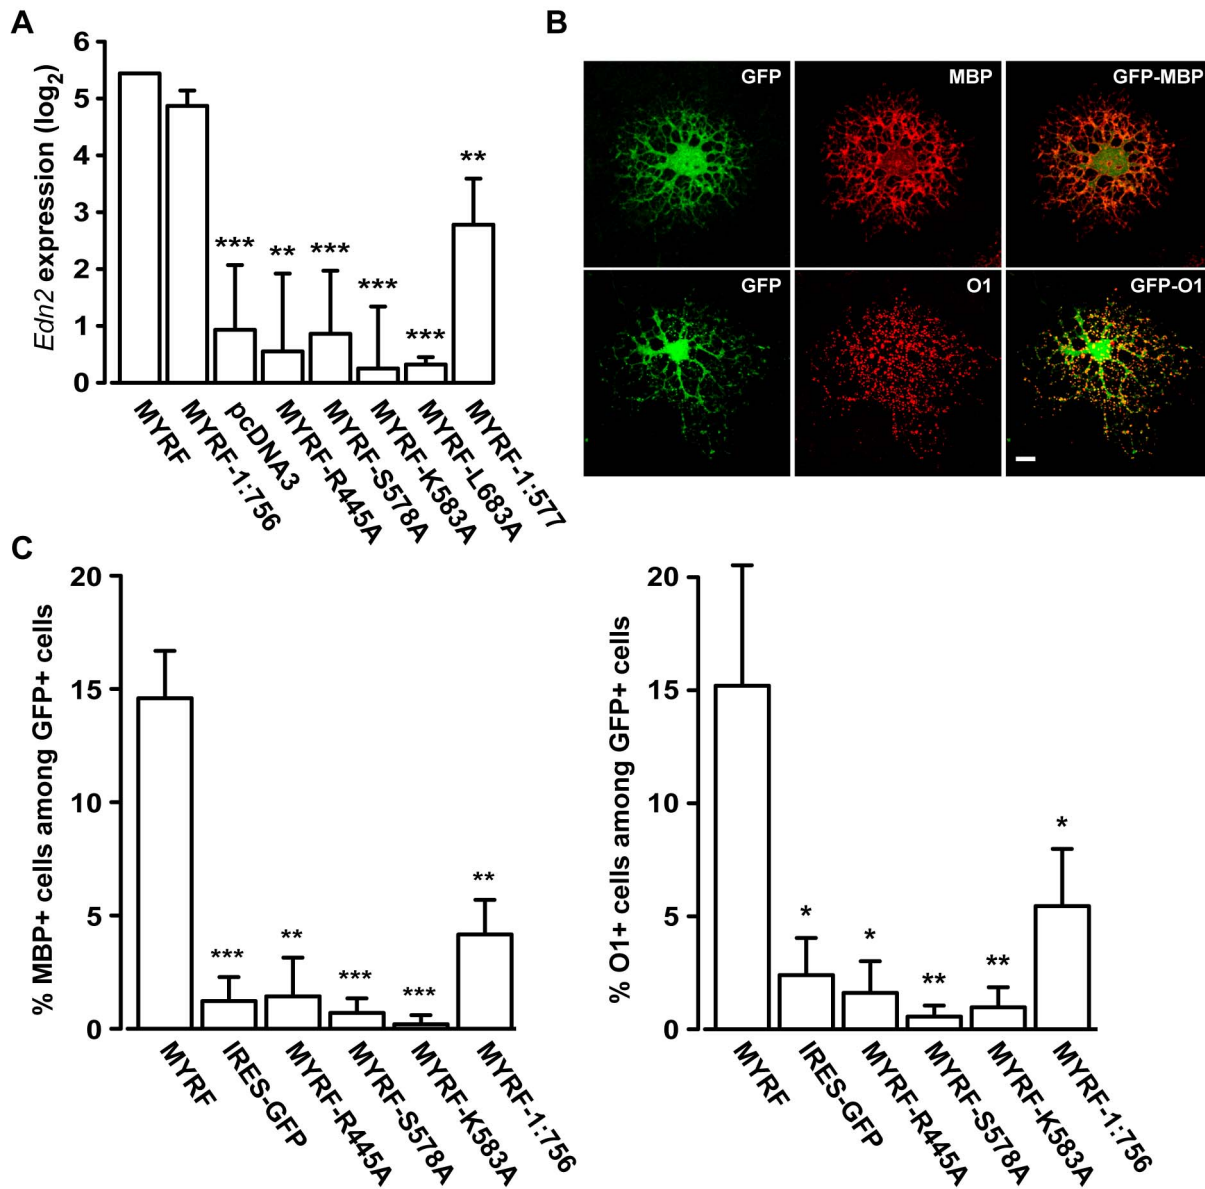 A
Edn2 expression (log2)
6
5
4
3
2
1
0
***
**
***
***
***
**
MYRF
MYRF-1:756
pcDNA3
MYRF-R445A
MYRF-S578A
MYRF-K583A
MYRF-L683A
MYRF-1:577
B
GFP
MBP
GFP-MBP
GFP
O1
GFP-O1
C
% MBP+ cells among GFP+ cells
20
15
10
5
0
***
**
***
***
**
MYRF
IRES-GFP
MYRF-R445A
MYRF-S578A
MYRF-K583A
MYRF-1:756
% O1+ cells among GFP+ cells
20
15
10
5
0
*
*
**
**
*
MYRF
IRES-GFP
MYRF-R445A
MYRF-S578A
MYRF-K583A
MYRF-1:756